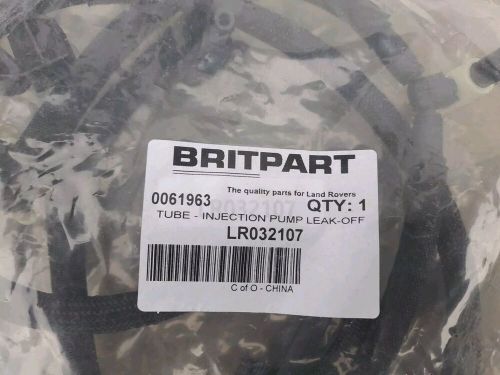 BRITPART
The quality parts for Land Rovers
0061963 QTY: 1
TUBE - INJECTION PUMP LEAK-OFF
LR032107
C of O - CHINA